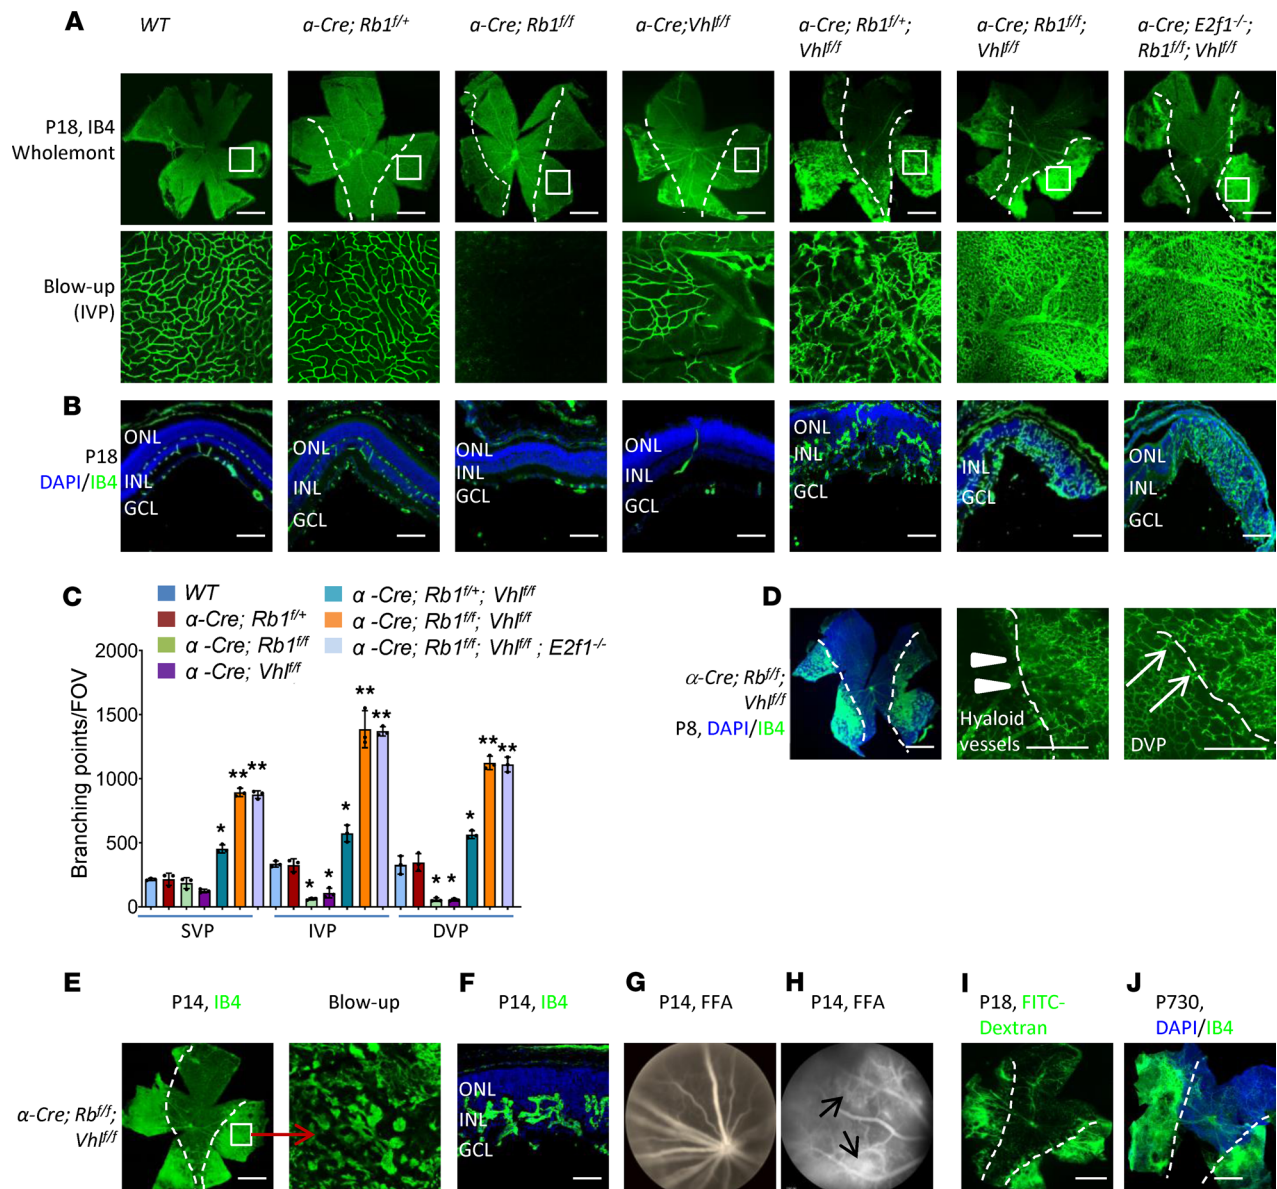 A
WT
α-Cre; Rb1f/+
α-Cre; Rb1f/f
α-Cre;Vhlf/f
α-Cre; Rb1f/+;
Vhlf/f
α-Cre; Rb1f/f;
Vhlf/f
α-Cre; E2f1-/-;
Rb1f/f; Vhlf/f
P18, IB4
Wholemont
Blow-up
(IVP)
B
P18
DAPI/IB4
ONL
INL
GCL
ONL
INL
GCL
ONL
INL
GCL
ONL
INL
GCL
ONL
INL
GCL
INL
GCL
ONL
INL
GCL
C
WT
α-Cre; Rb1f/+
α -Cre; Rb1f/f
α -Cre; Vhlf/f
α -Cre; Rb1f/+; Vhlf/f
α -Cre; Rb1f/f; Vhlf/f
α -Cre; Rb1f/f; Vhlf/f ; E2f1-/-
Branching points/FOV
2000
1500
1000
500
0
*
**
**
*
*
*
**
**
*
*
*
**
**
SVP
IVP
DVP
D
α-Cre; Rbf/f;
Vhlf/f
P8, DAPI/IB4
Hyaloid
vessels
DVP
E
P14, IB4
Blow-up
α-Cre; Rbf/f;
Vhlf/f
F
P14, IB4
ONL
INL
GCL
G
P14, FFA
H
P14, FFA
I
P18, FITC-
Dextran
J
P730,
DAPI/IB4